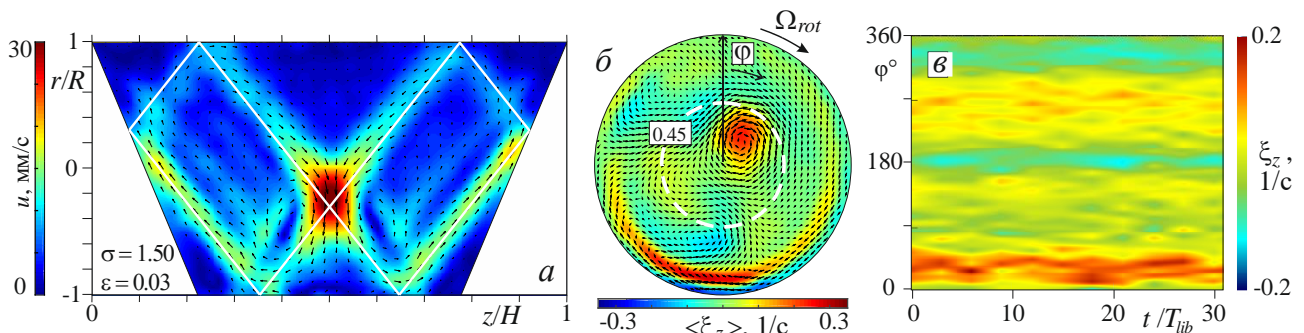 30
u, мм/с
0
1
r/R
0
-1
σ = 1.50
ε = 0.03
а
0
z/H
1
б
Ω_rot
φ
0.45
-0.3
<ξ_z>, 1/с
0.3
360
φ°
180
0
в
0
10
20
t /T_lib
30
0.2
ξ_z ,
1/с
-0.2